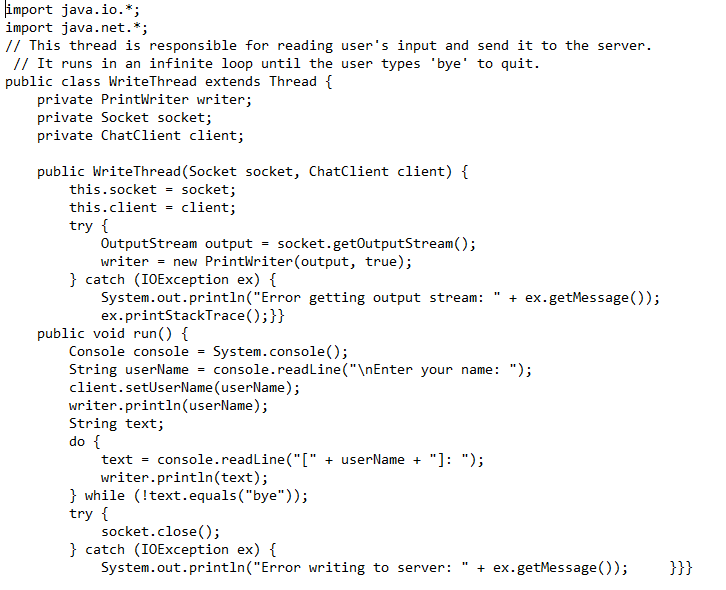 import java.io.*;
import java.net.*;
// This thread is responsible for reading user's input and send it to the server.
 // It runs in an infinite loop until the user types 'bye' to quit.
public class WriteThread extends Thread {
    private PrintWriter writer;
    private Socket socket;
    private ChatClient client;

    public WriteThread(Socket socket, ChatClient client) {
        this.socket = socket;
        this.client = client;
        try {
            OutputStream output = socket.getOutputStream();
            writer = new PrintWriter(output, true);
        } catch (IOException ex) {
            System.out.println("Error getting output stream: " + ex.getMessage());
            ex.printStackTrace();}}
    public void run() {
        Console console = System.console();
        String userName = console.readLine("\nEnter your name: ");
        client.setUserName(userName);
        writer.println(userName);
        String text;
        do {
            text = console.readLine("[" + userName + "]: ");
            writer.println(text);
        } while (!text.equals("bye"));
        try {
            socket.close();
        } catch (IOException ex) {
            System.out.println("Error writing to server: " + ex.getMessage());     }}}